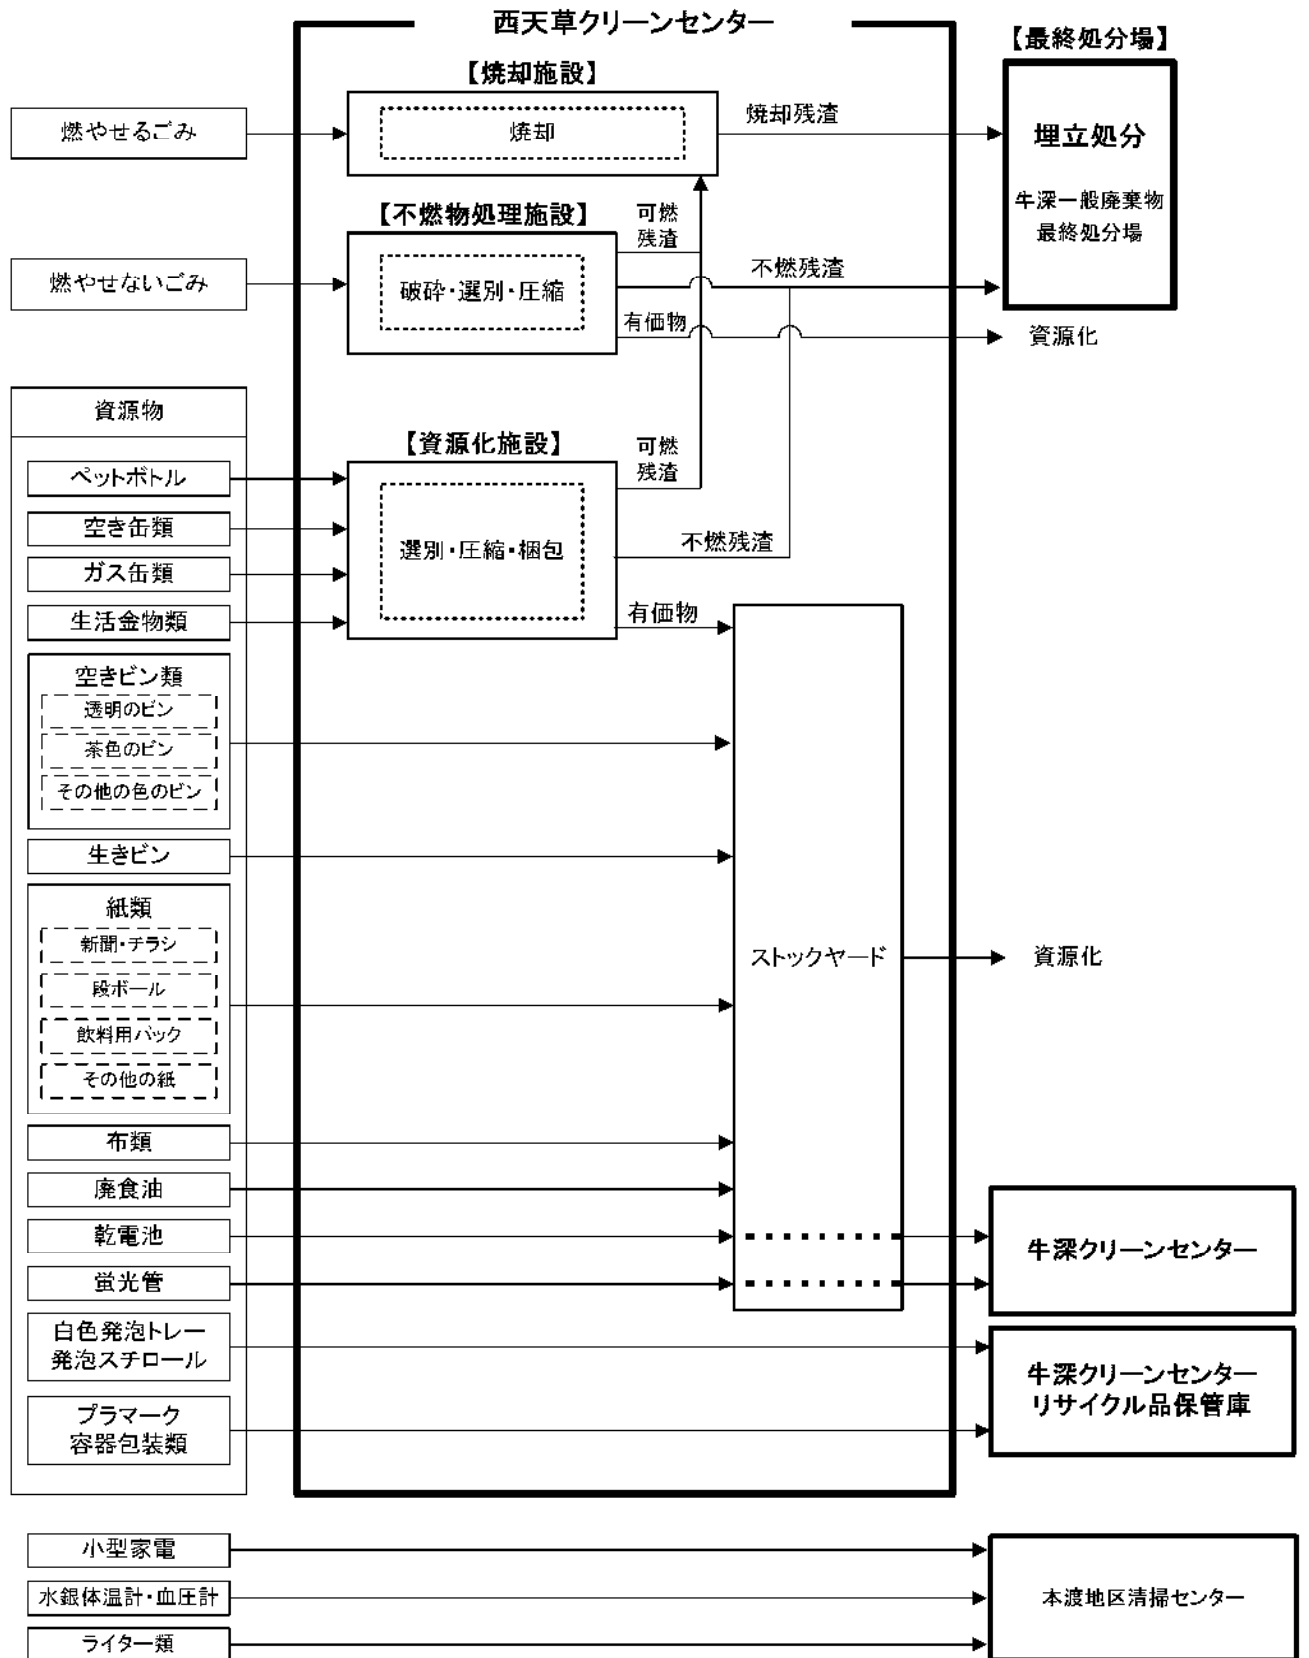 西天草クリーンセンター
【最終処分場】
【焼却施設】
燃やせるごみ
焼却
焼却残渣
埋立処分
牛深一般廃棄物
最終処分場
【不燃物処理施設】
可燃
残渣
燃やせないごみ
破砕・選別・圧縮
不燃残渣
有価物
資源化
資源物
【資源化施設】
可燃
残渣
ペットボトル
空き缶類
選別・圧縮・梱包
不燃残渣
ガス缶類
生活金物類
有価物
空きビン類
透明のビン
茶色のビン
その他の色のビン
生きビン
紙類
新聞・チラシ
段ボール
飲料用パック
その他の紙
ストックヤード
資源化
布類
廃食油
乾電池
蛍光管
牛深クリーンセンター
白色発泡トレー
発泡スチロール
プラマーク
容器包装類
牛深クリーンセンター
リサイクル品保管庫
小型家電
水銀体温計・血圧計
ライター類
本渡地区清掃センター